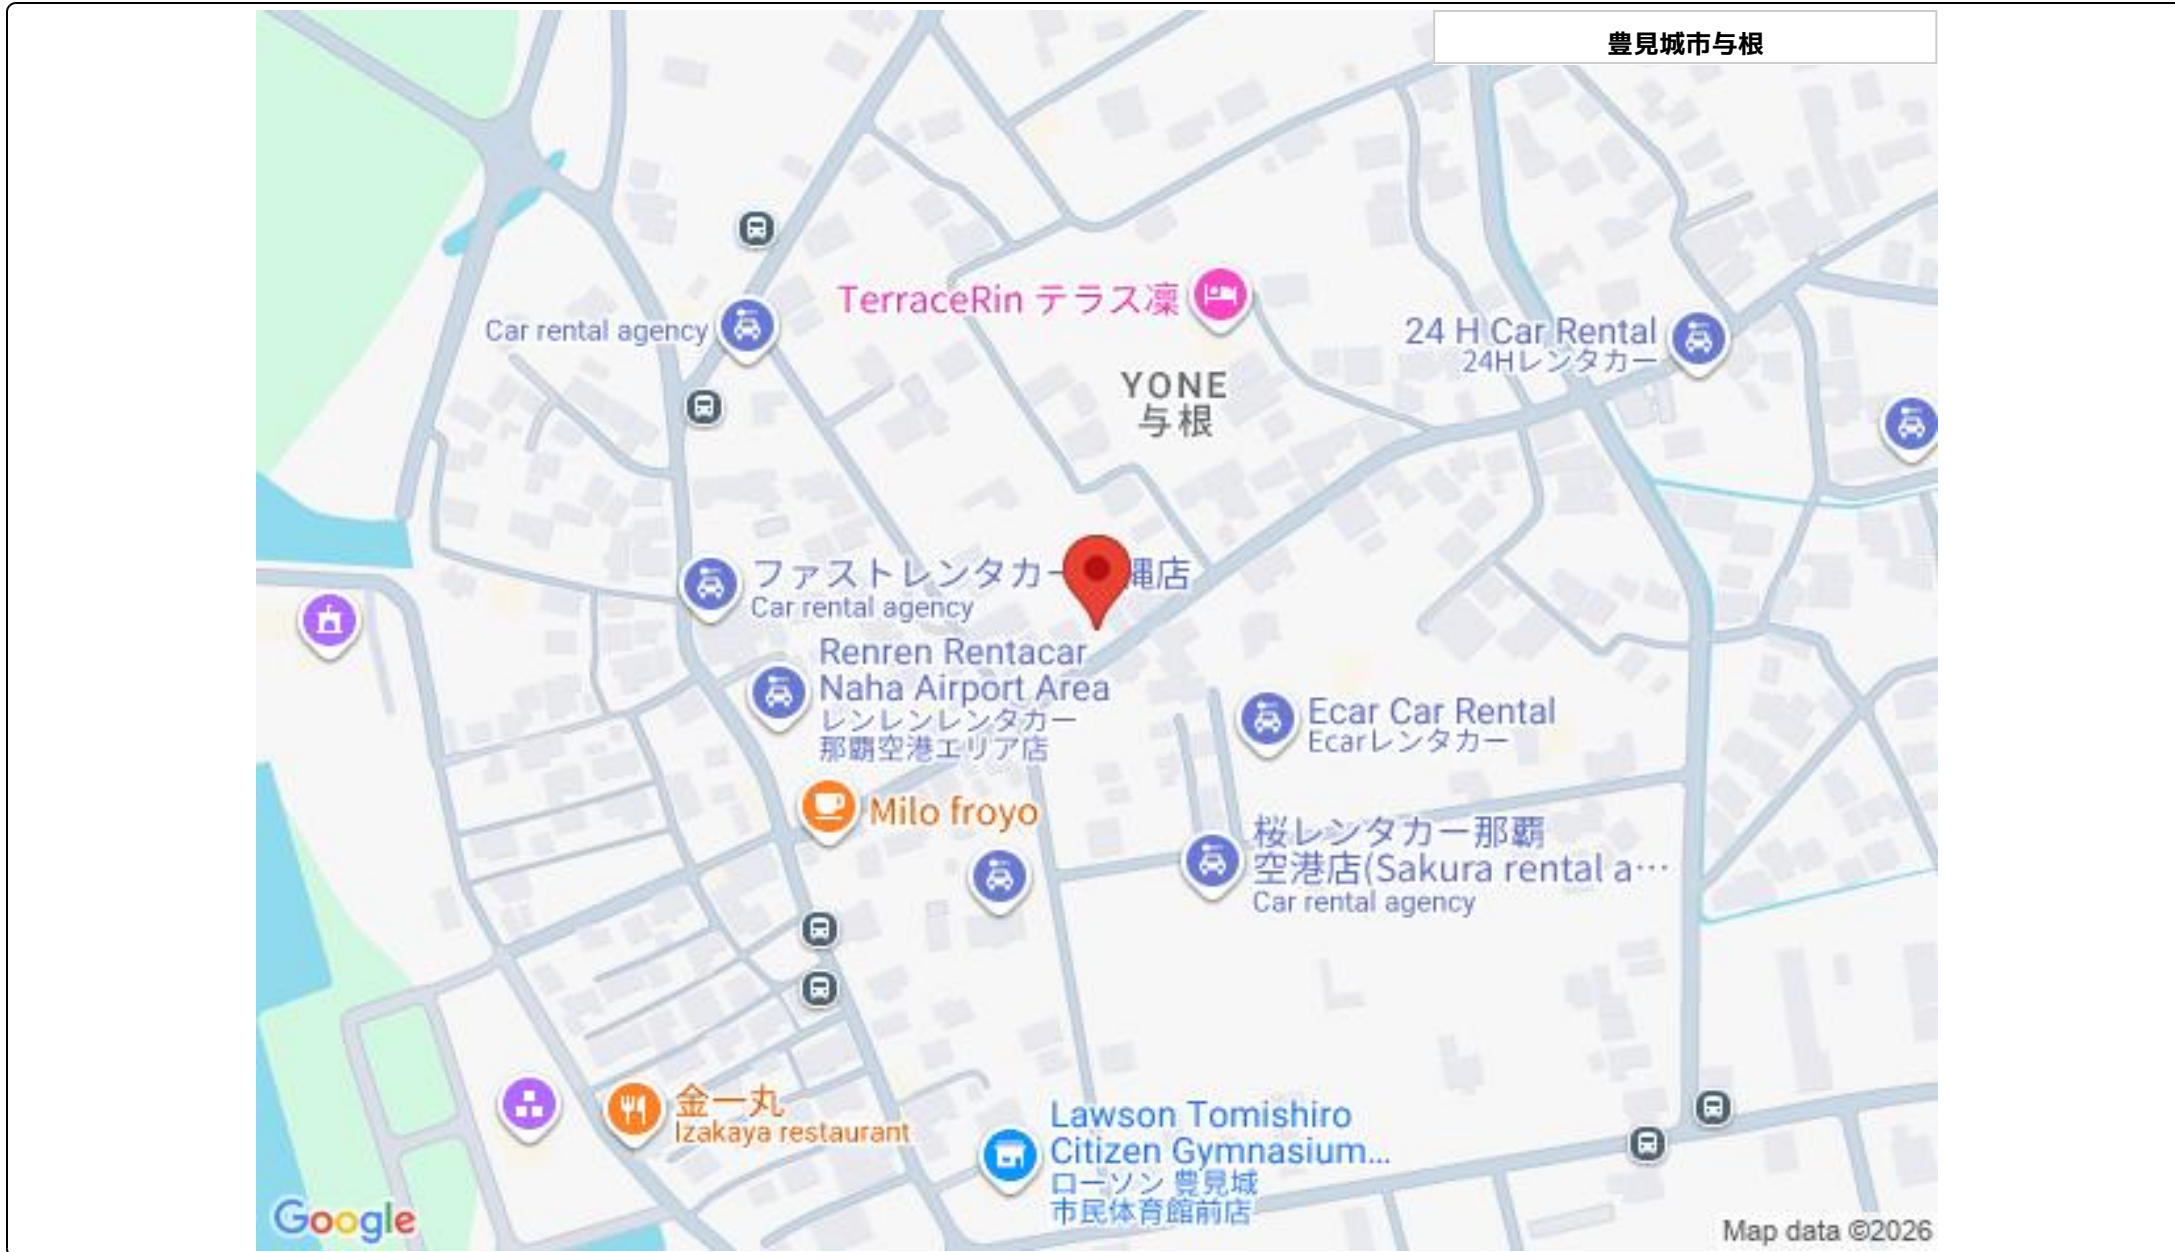 豊見城市与根
TerraceRin テラス凜
Car rental agency
24 H Car Rental
24Hレンタカー
YONE
与根
ファストレンタカー
縄店
Car rental agency
Renren Rentacar
Naha Airport Area
レンレンレンタカー
那覇空港エリア店
Ecar Car Rental
Ecarレンタカー
Milo froyo
桜レンタカー那覇
空港店(Sakura rental a…
Car rental agency
金一丸
Izakaya restaurant
Lawson Tomishiro
Citizen Gymnasium...
ローソン 豊見城
市民体育館前店
Google
Map data ©2026